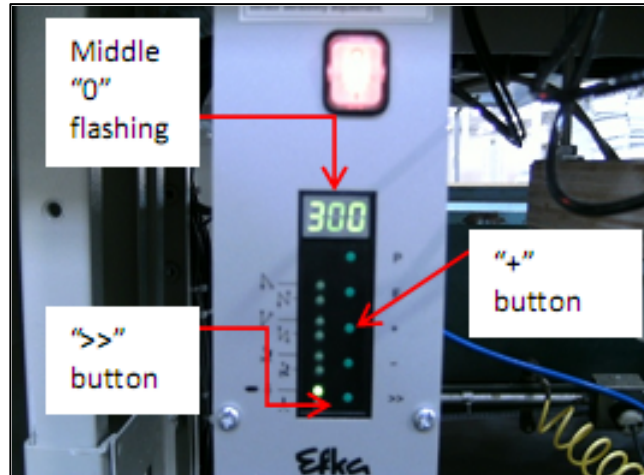 Middle
“0”
flashing
300
P
E
“+”
button
+
-
“>>”
button
>>
Efka